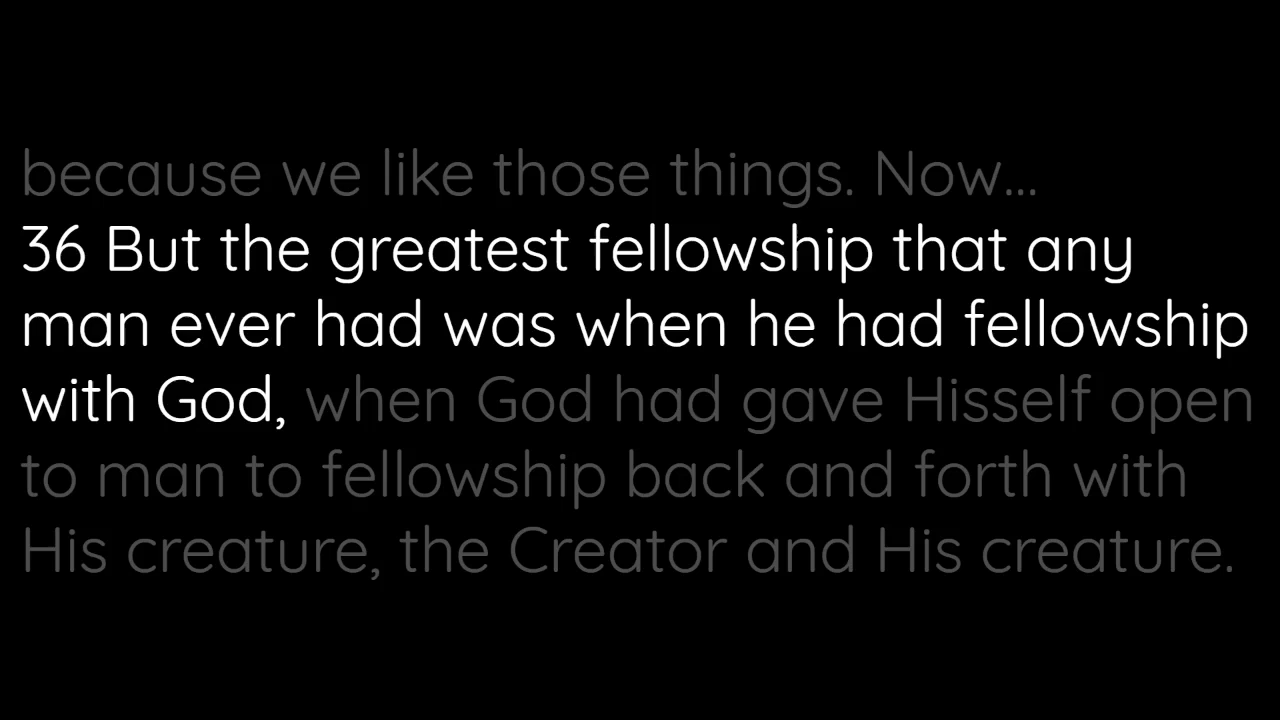 because we like those things. Now...
36 But the greatest fellowship that any
man ever had was when he had fellowship
with God, when God had gave Hisself open
to man to fellowship back and forth with
His creature, the Creator and His creature.